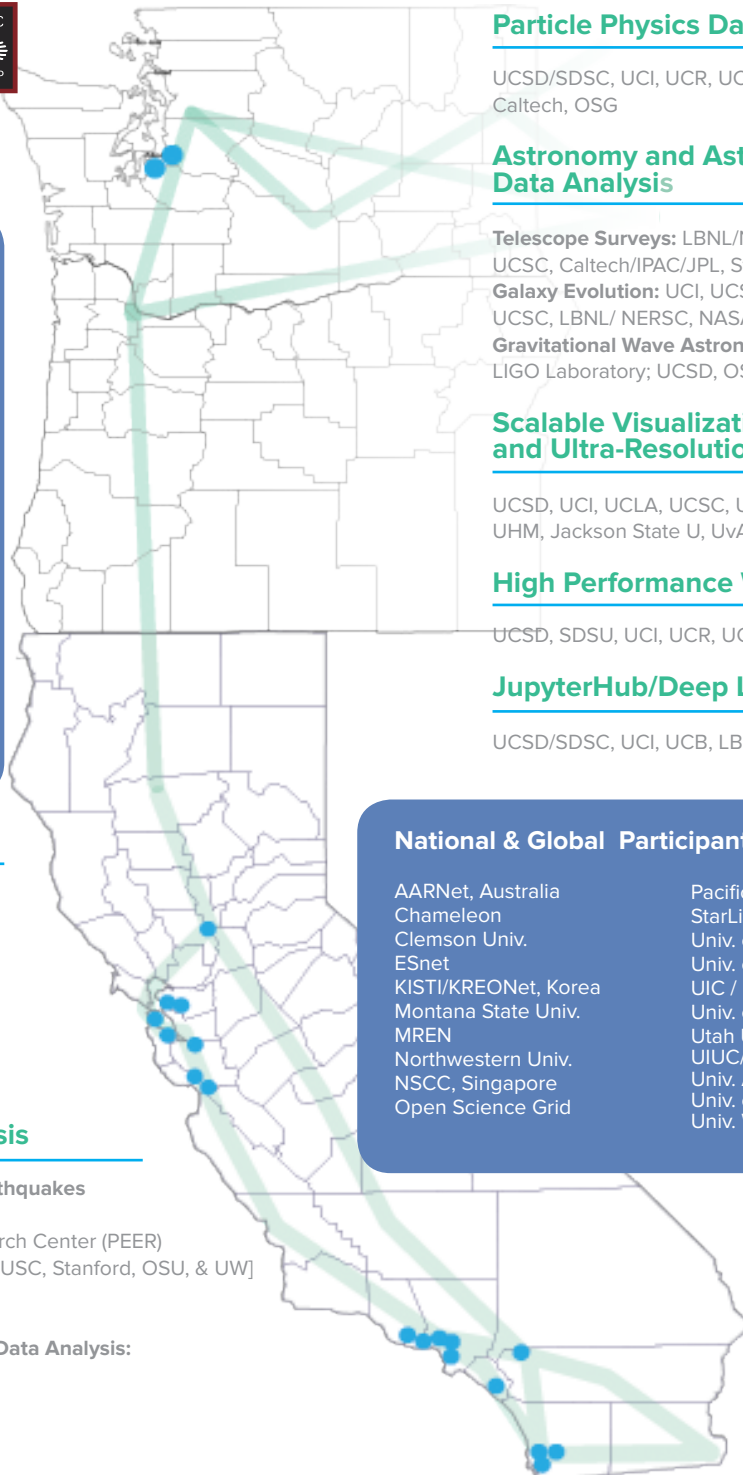 Particle Physics Da
UCSD/SDSC, UCI, UCR, UC
Caltech, OSG
Astronomy and Ast
Data Analysis
Telescope Surveys: LBNL/N
UCSC, Caltech/IPAC/JPL, S
Galaxy Evolution: UCI, UCS
UCSC, LBNL/ NERSC, NASA
Gravitational Wave Astron
LIGO Laboratory; UCSD, OS
Scalable Visualizat
and Ultra-Resolutio
UCSD, UCI, UCLA, UCSC, U
UHM, Jackson State U, UvA
High Performance W
UCSD, SDSU, UCI, UCR, UC
JupyterHub/Deep L
UCSD/SDSC, UCI, UCB, LB
National & Global Participant
AARNet, Australia
Chameleon
Clemson Univ.
ESnet
KISTI/KREONet, Korea
Montana State Univ.
MREN
Northwestern Univ.
NSCC, Singapore
Open Science Grid
Pacific
StarLi
Univ.
Univ.
UIC /
Univ.
Utah U
UIUC/
Univ. A
Univ.
Univ. W
sis
thquakes
rch Center (PEER)
USC, Stanford, OSU, & UW]
Data Analysis: